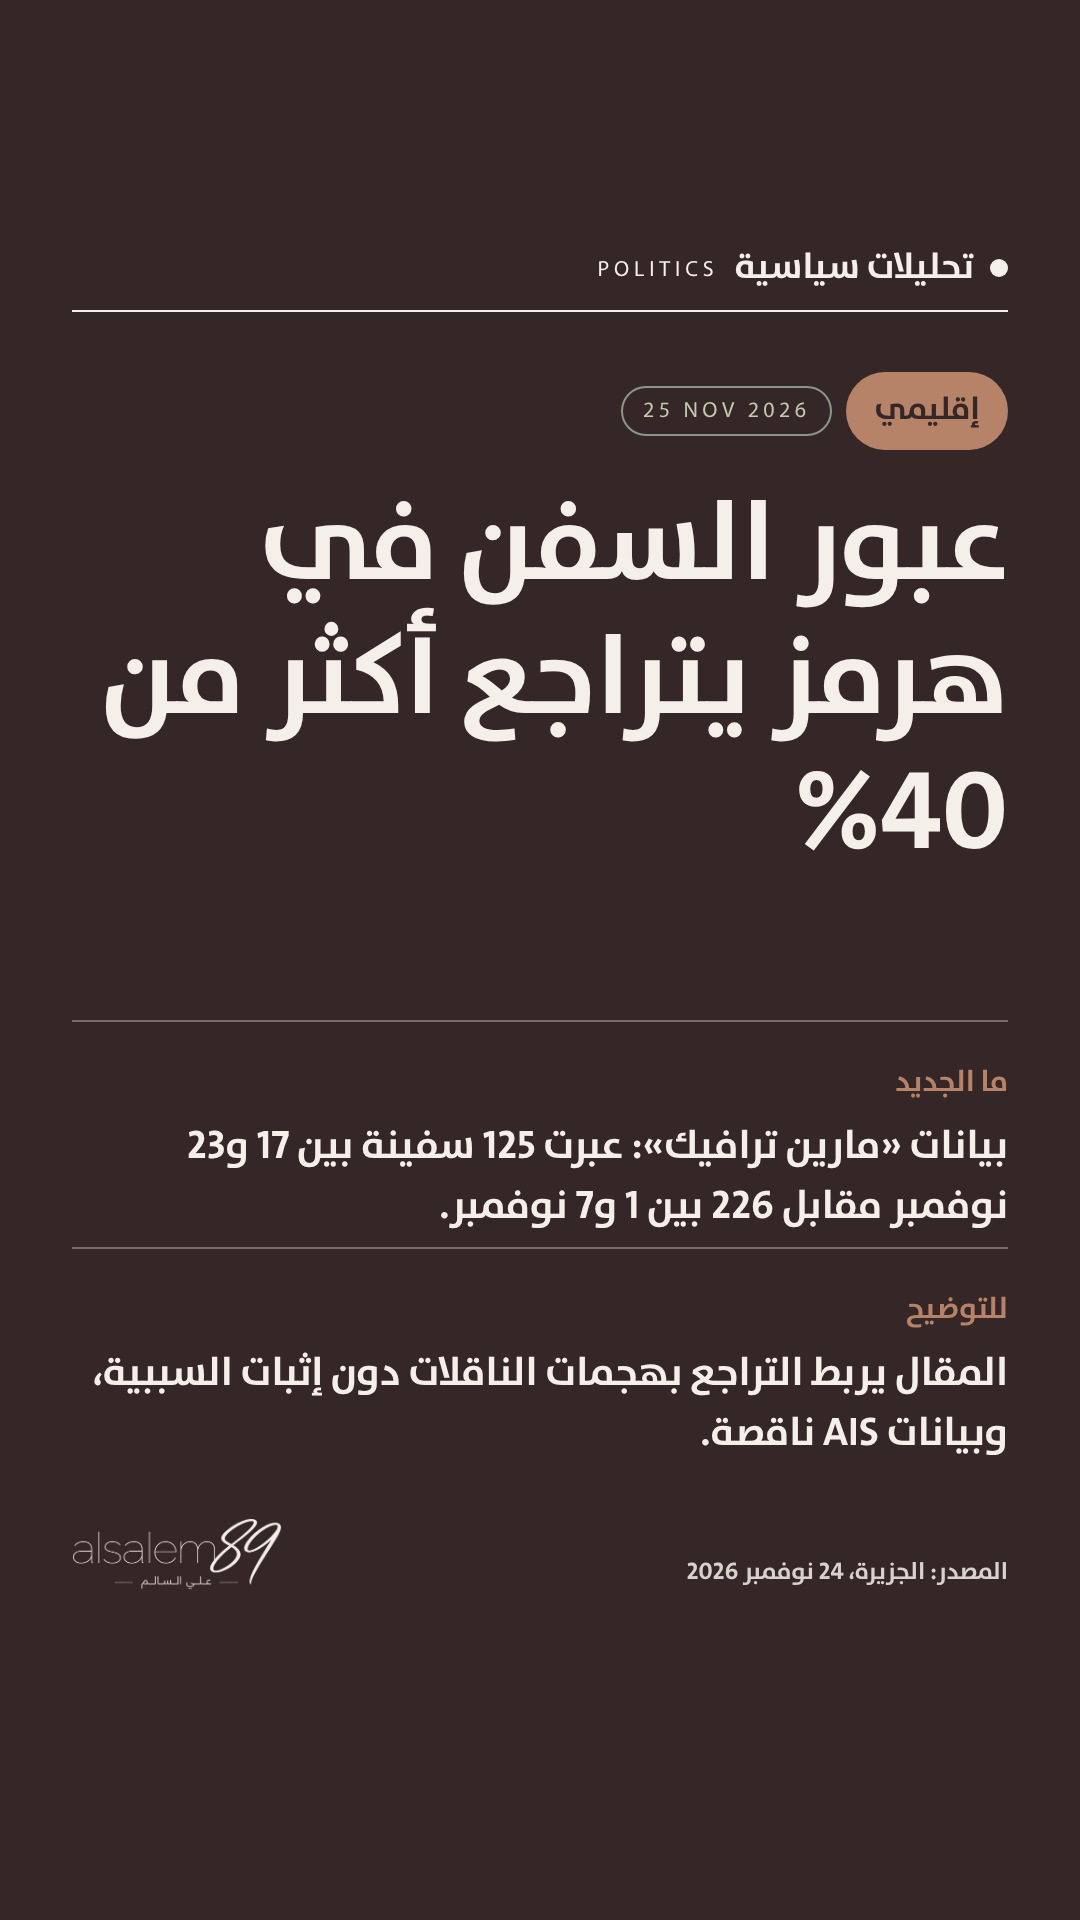 تحليلات سياسية POLITICS
إقليمي 25 NOV 2026
عبور السفن في
هرمز يتراجع أكثر من
40%
ما الجديد
بيانات «مارين ترافيك»: عبرت 125 سفينة بين 17 و23
نوفمبر مقابل 226 بين 1 و7 نوفمبر.
للتوضيح
المقال يربط التراجع بهجمات الناقلات دون إثبات السببية،
وبيانات AIS ناقصة.
المصدر: الجزيرة، 24 نوفمبر 2026
alsalem89
علي السالم